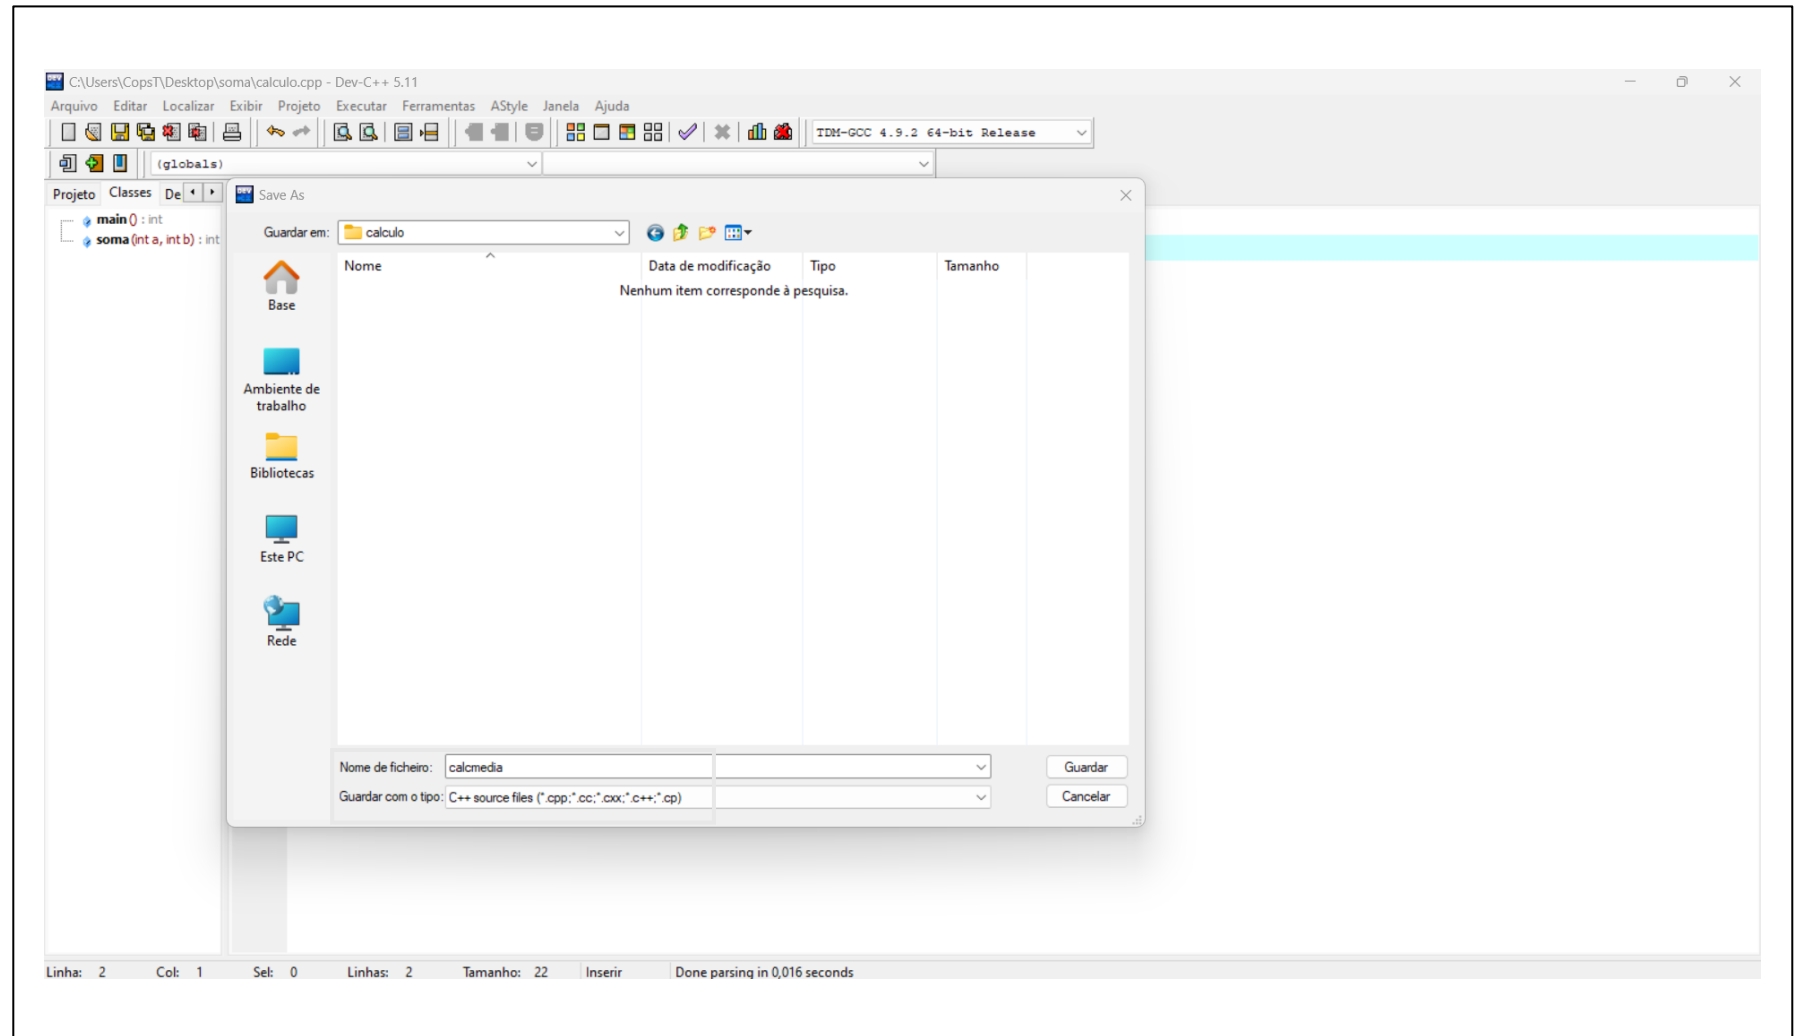 C:\Users\CopsT\Desktop\soma\calculo.cpp - Dev-C++ 5.11
Arquivo Editar Localizar Exibir Projeto Executar Ferramentas AStyle Janela Ajuda
TDM-GCC 4.9.2 64-bit Release
(globals)
Projeto Classes De
main () : int
soma (int a, int b) : int
Save As
Guardar em: calculo
Nome Data de modificação Tipo Tamanho
Nenhum item corresponde à pesquisa.
Base
Ambiente de
trabalho
Bibliotecas
Este PC
Rede
Nome de ficheiro: calcmedia Guardar
Guardar com o tipo: C++ source files (*.cpp;*.cc;*.cxx;*.c++;*.cp) Cancelar
Linha: 2 Col: 1 Sel: 0 Linhas: 2 Tamanho: 22 Inserir Done parsing in 0,016 seconds